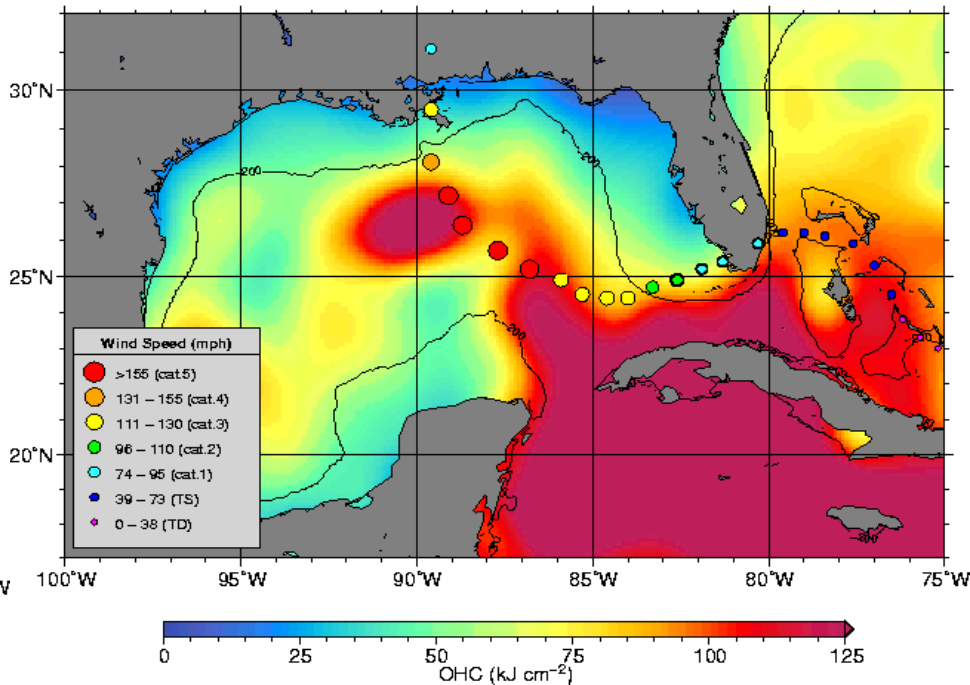 30°N
25°N
20°N
200
200
200
200
Wind Speed (mph)
>155 (cat.5)
131 – 155 (cat.4)
111 – 130 (cat.3)
96 – 110 (cat.2)
74 – 95 (cat.1)
39 – 73 (TS)
0 – 38 (TD)
W
100°W
95°W
90°W
85°W
80°W
75°W
0
25
50
75
100
125
OHC (kJ cm⁻²)